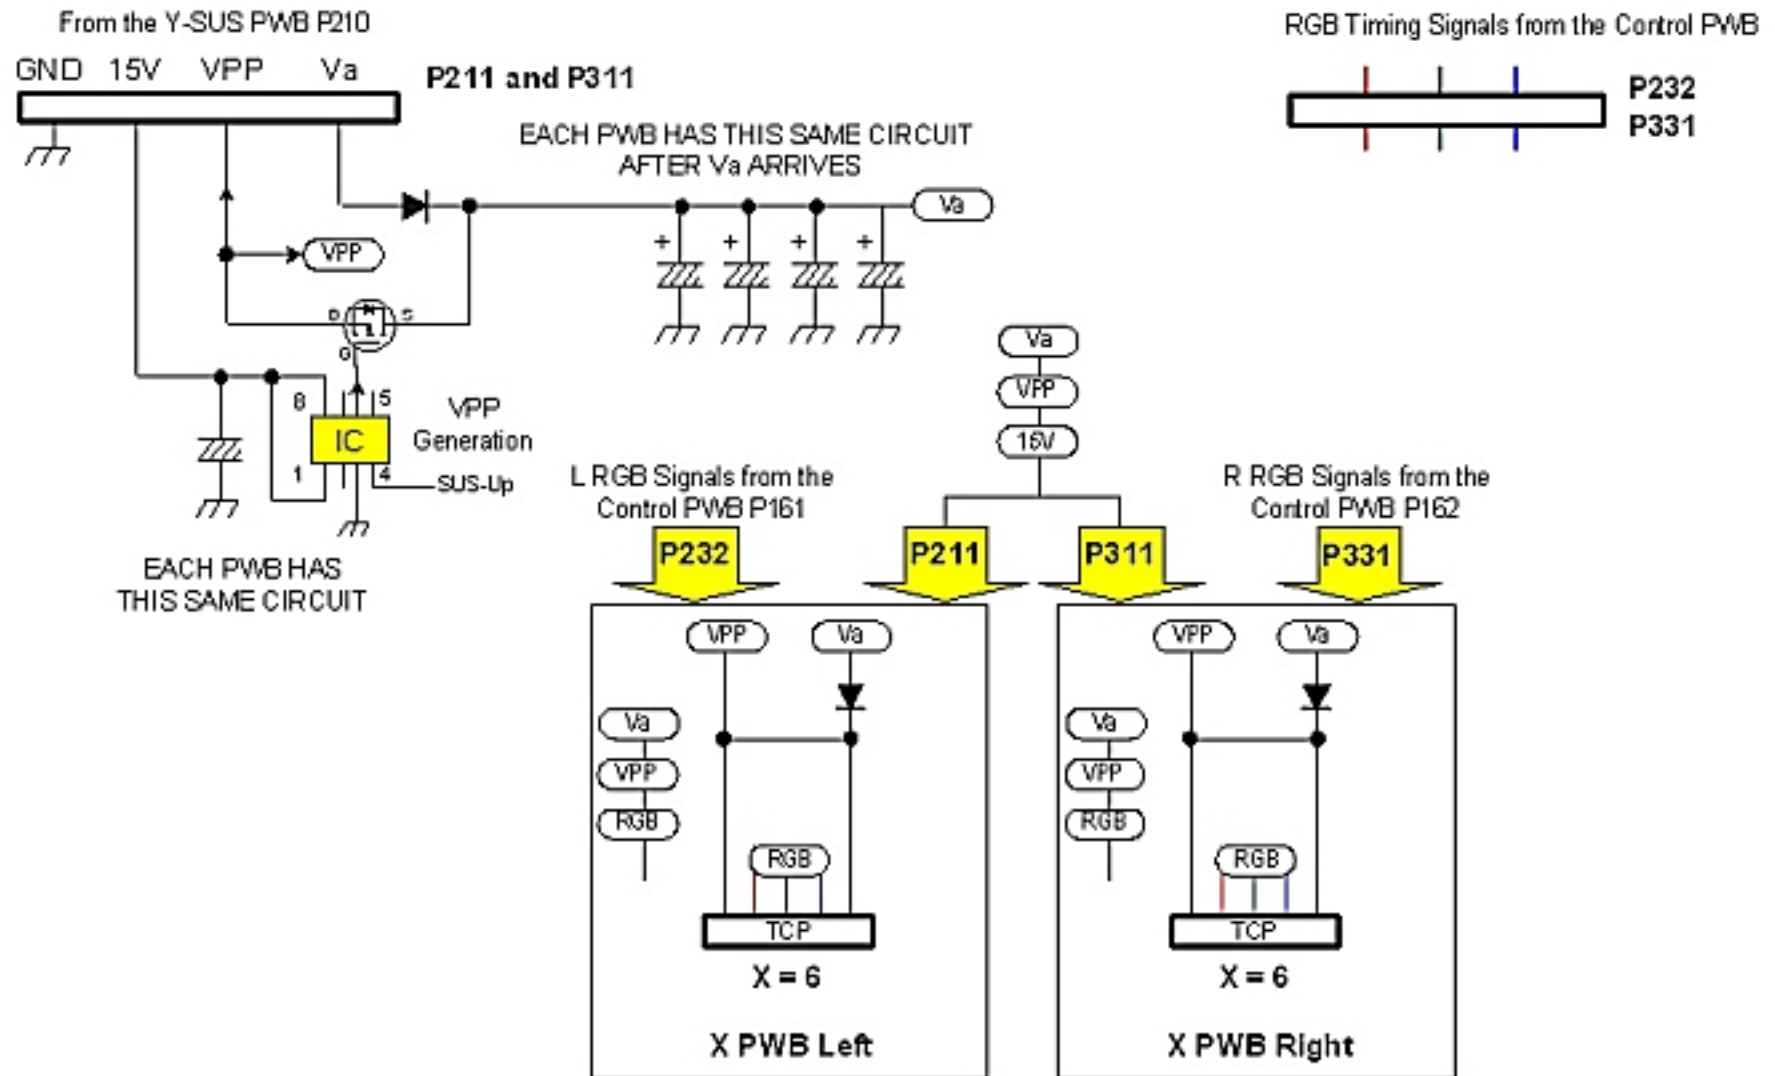 From the Y-SUS PWB P210
GND 15V VPP Va
P211 and P311
EACH PWB HAS THIS SAME CIRCUIT
AFTER Va ARRIVES
Va
+ + + +
VPP
D S
G
8 5
IC
1 4
VPP
Generation
SUS-Up
EACH PWB HAS
THIS SAME CIRCUIT
RGB Timing Signals from the Control PWB
P232
P331
Va
VPP
15V
L RGB Signals from the
Control PWB P161
R RGB Signals from the
Control PWB P162
P232
P211
P311
P331
VPP Va
Va
VPP
RGB
RGB
TCP
X = 6
X PWB Left
VPP Va
Va
VPP
RGB
RGB
TCP
X = 6
X PWB Right